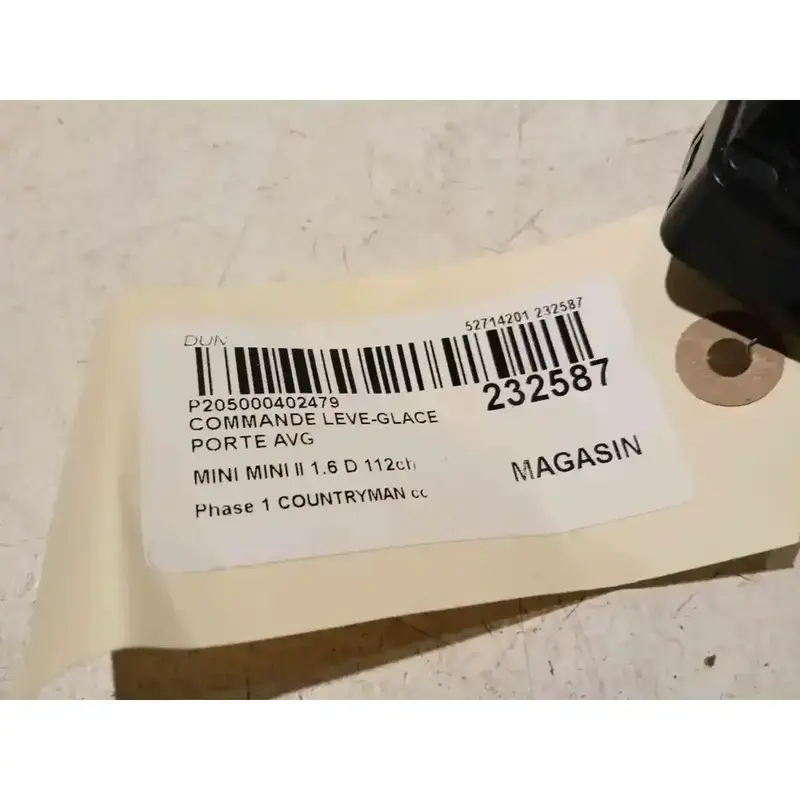 DUN
52714201 232587
P205000402479
232587
COMMANDE LEVE-GLACE
PORTE AVG
MINI MINI II 1.6 D 112ch
MAGASIN
Phase 1 COUNTRYMAN cc